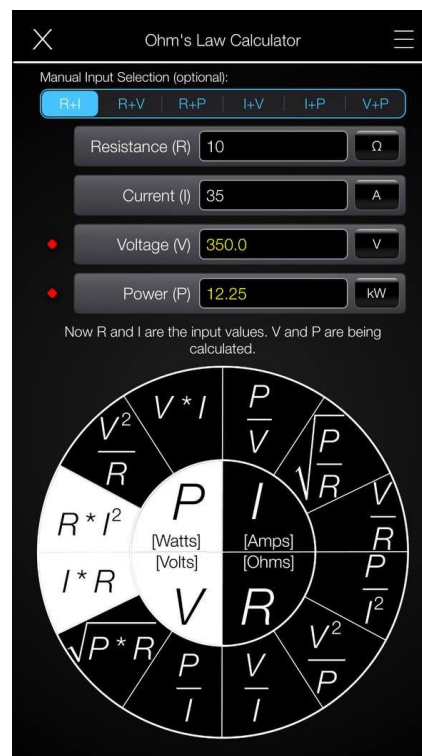 Ohm's Law Calculator
Manual Input Selection (optional):
R+I R+V R+P I+V I+P V+P
Resistance (R) 10 Ω
Current (I) 35 A
Voltage (V) 350.0 V
Power (P) 12.25 kW
Now R and I are the input values. V and P are being
calculated.
V * I
P/V
V²/R
√(P/R)
R * I²
P
[Watts]
I
[Amps]
V/R
I * R
[Volts]
V
[Ohms]
R
P/I²
√(P * R)
P/I
V/I
V²/P